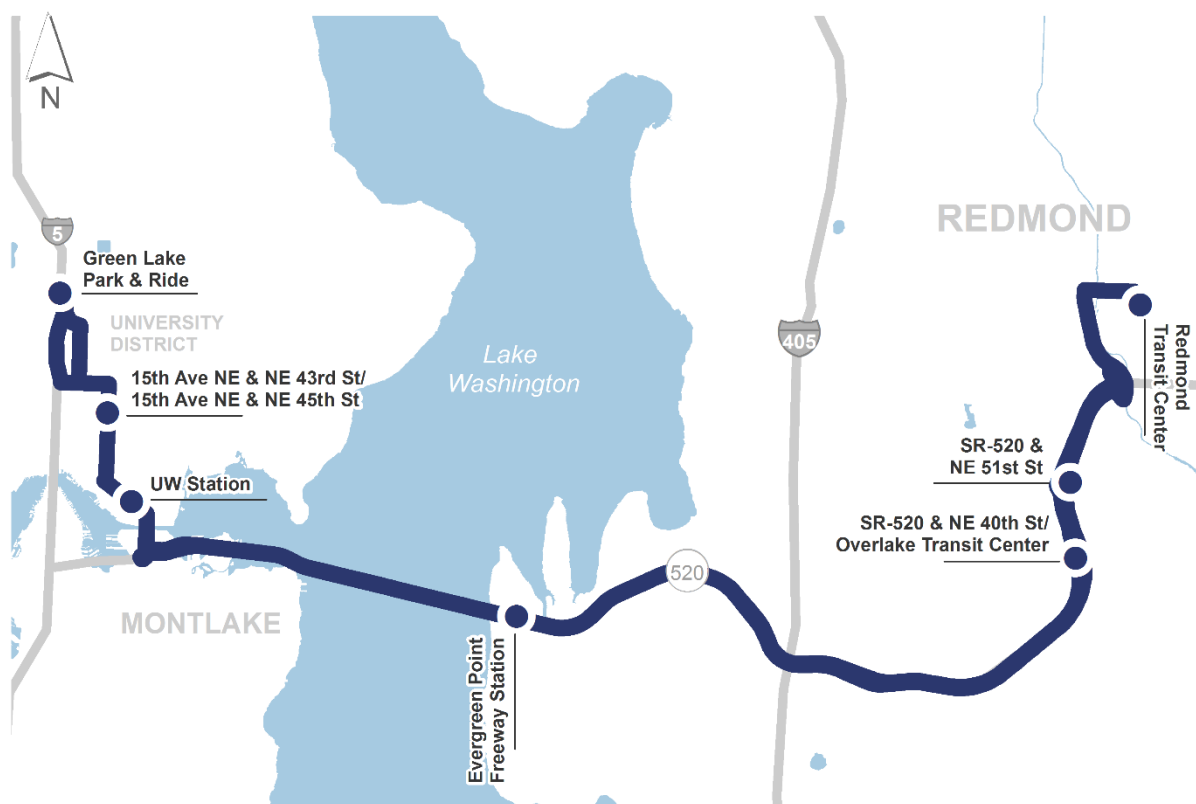 N
5
Green Lake
Park & Ride
UNIVERSITY
DISTRICT
15th Ave NE & NE 43rd St/
15th Ave NE & NE 45th St
UW Station
MONTLAKE
Lake
Washington
Evergreen Point
Freeway Station
520
405
REDMOND
Redmond
Transit Center
SR-520 &
NE 51st St
SR-520 & NE 40th St/
Overlake Transit Center